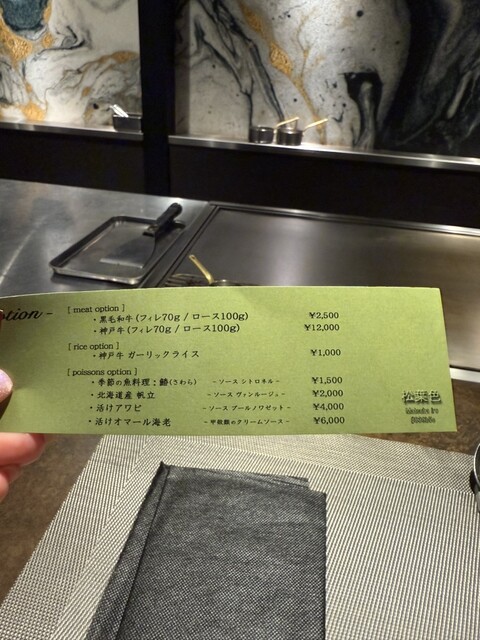 ption -
[ meat option ]
・黒毛和牛 (フィレ70g / ロース100g) ¥2,500
・神戸牛 (フィレ70g / ロース100g) ¥12,000
[ rice option ]
・神戸牛 ガーリックライス ¥1,000
[ poissons option ]
・季節の魚料理：鰆(さわら) ~ソース シトロネル~ ¥1,500
・北海道産 帆立 ~ソース ヴァンルージュ~ ¥2,000
・活けアワビ ~ソース ブールノワゼット~ ¥4,000
・活けオマール海老 ~甲殻類のクリームソース~ ¥6,000
松葉色
Matsuba iro